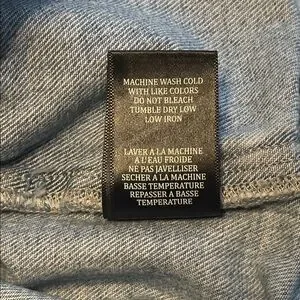 MACHINE WASH COLD
WITH LIKE COLORS
DO NOT BLEACH
TUMBLE DRY LOW
LOW IRON
LAVER A LA MACHINE
A L'EAU FROIDE
NE PAS JAVELLISER
SECHER A LA MACHINE
BASSE TEMPERATURE
REPASSER A BASSE
TEMPERATURE